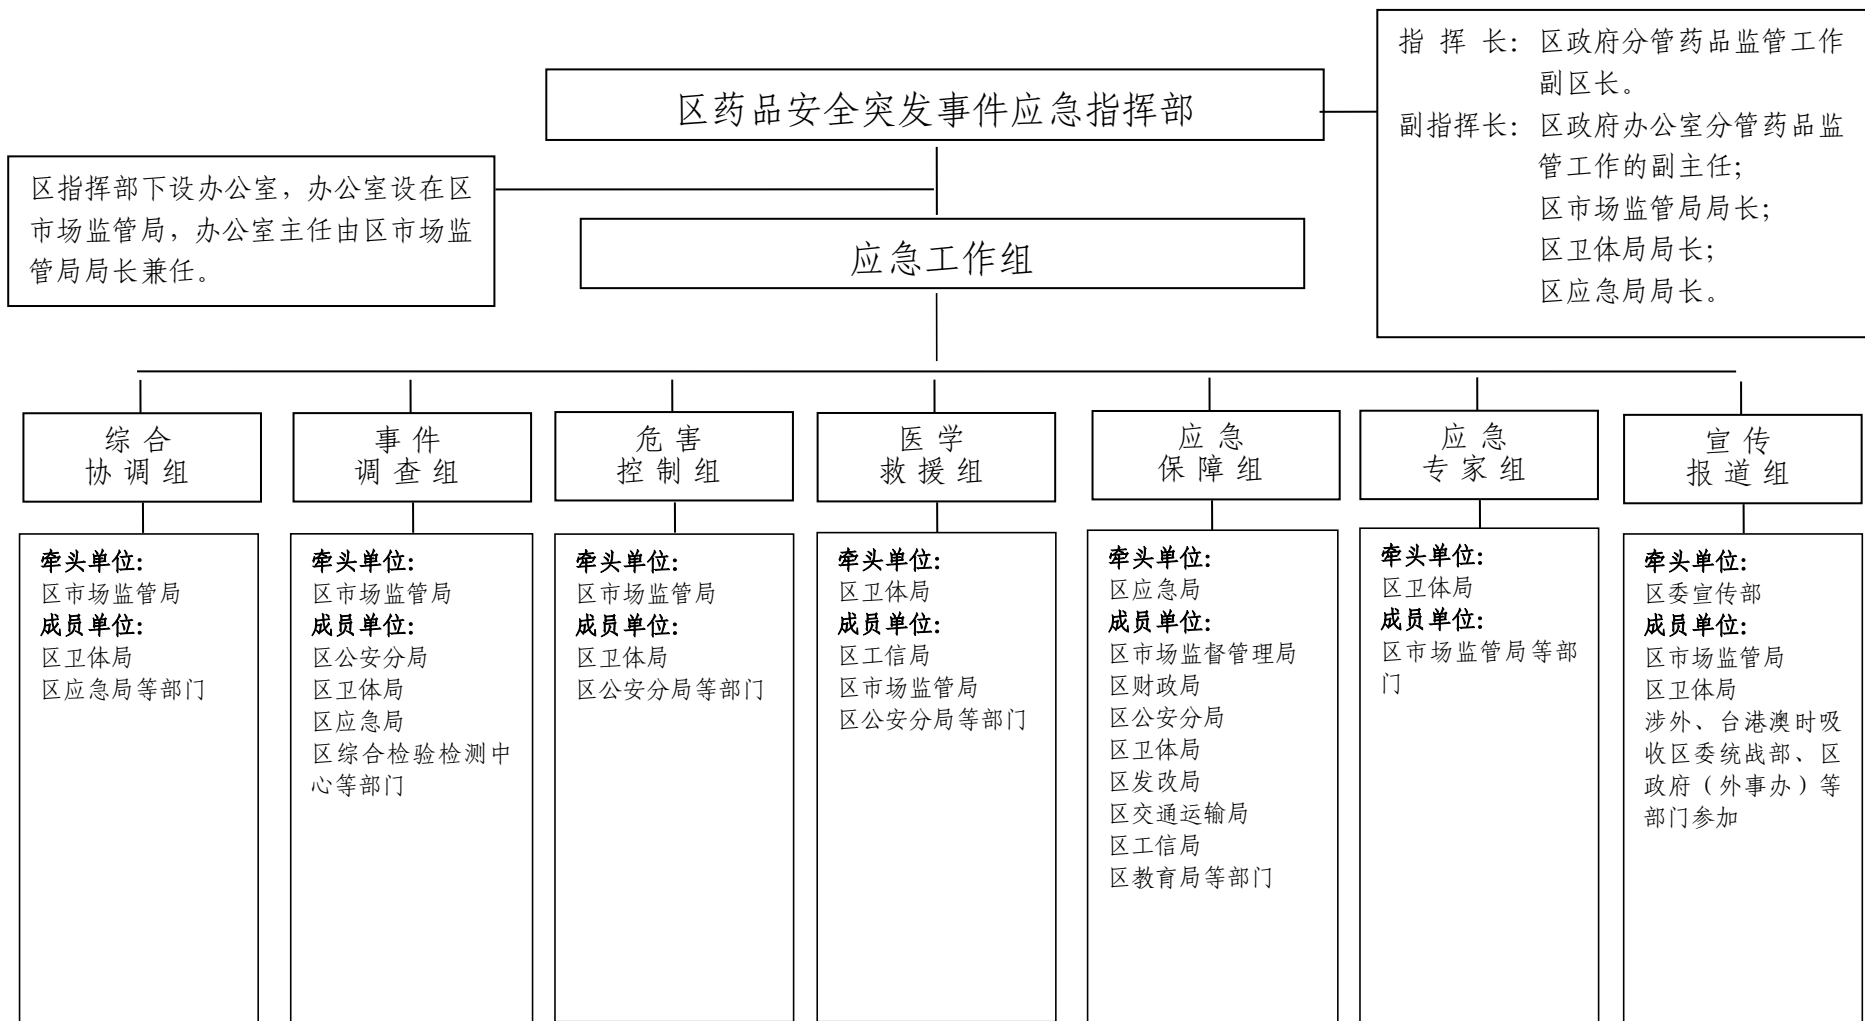 区药品安全突发事件应急指挥部
指 挥 长：区政府分管药品监管工作
副区长。
副指挥长：区政府办公室分管药品监
管工作的副主任；
区市场监管局局长；
区卫体局局长；
区应急局局长。
区指挥部下设办公室，办公室设在区
市场监管局，办公室主任由区市场监
管局局长兼任。
应急工作组
综合
协调组
牵头单位：
区市场监管局
成员单位：
区卫体局
区应急局等部门
事件
调查组
牵头单位：
区市场监管局
成员单位：
区公安分局
区卫体局
区应急局
区综合检验检测中
心等部门
危害
控制组
牵头单位：
区市场监管局
成员单位：
区卫体局
区公安分局等部门
医学
救援组
牵头单位：
区卫体局
成员单位：
区工信局
区市场监管局
区公安分局等部门
应急
保障组
牵头单位：
区应急局
成员单位：
区市场监督管理局
区财政局
区公安分局
区卫体局
区发改局
区交通运输局
区工信局
区教育局等部门
应急
专家组
牵头单位：
区卫体局
成员单位：
区市场监管局等部
门
宣传
报道组
牵头单位：
区委宣传部
成员单位：
区市场监管局
区卫体局
涉外、台港澳时吸
收区委统战部、区
政府（外事办）等
部门参加